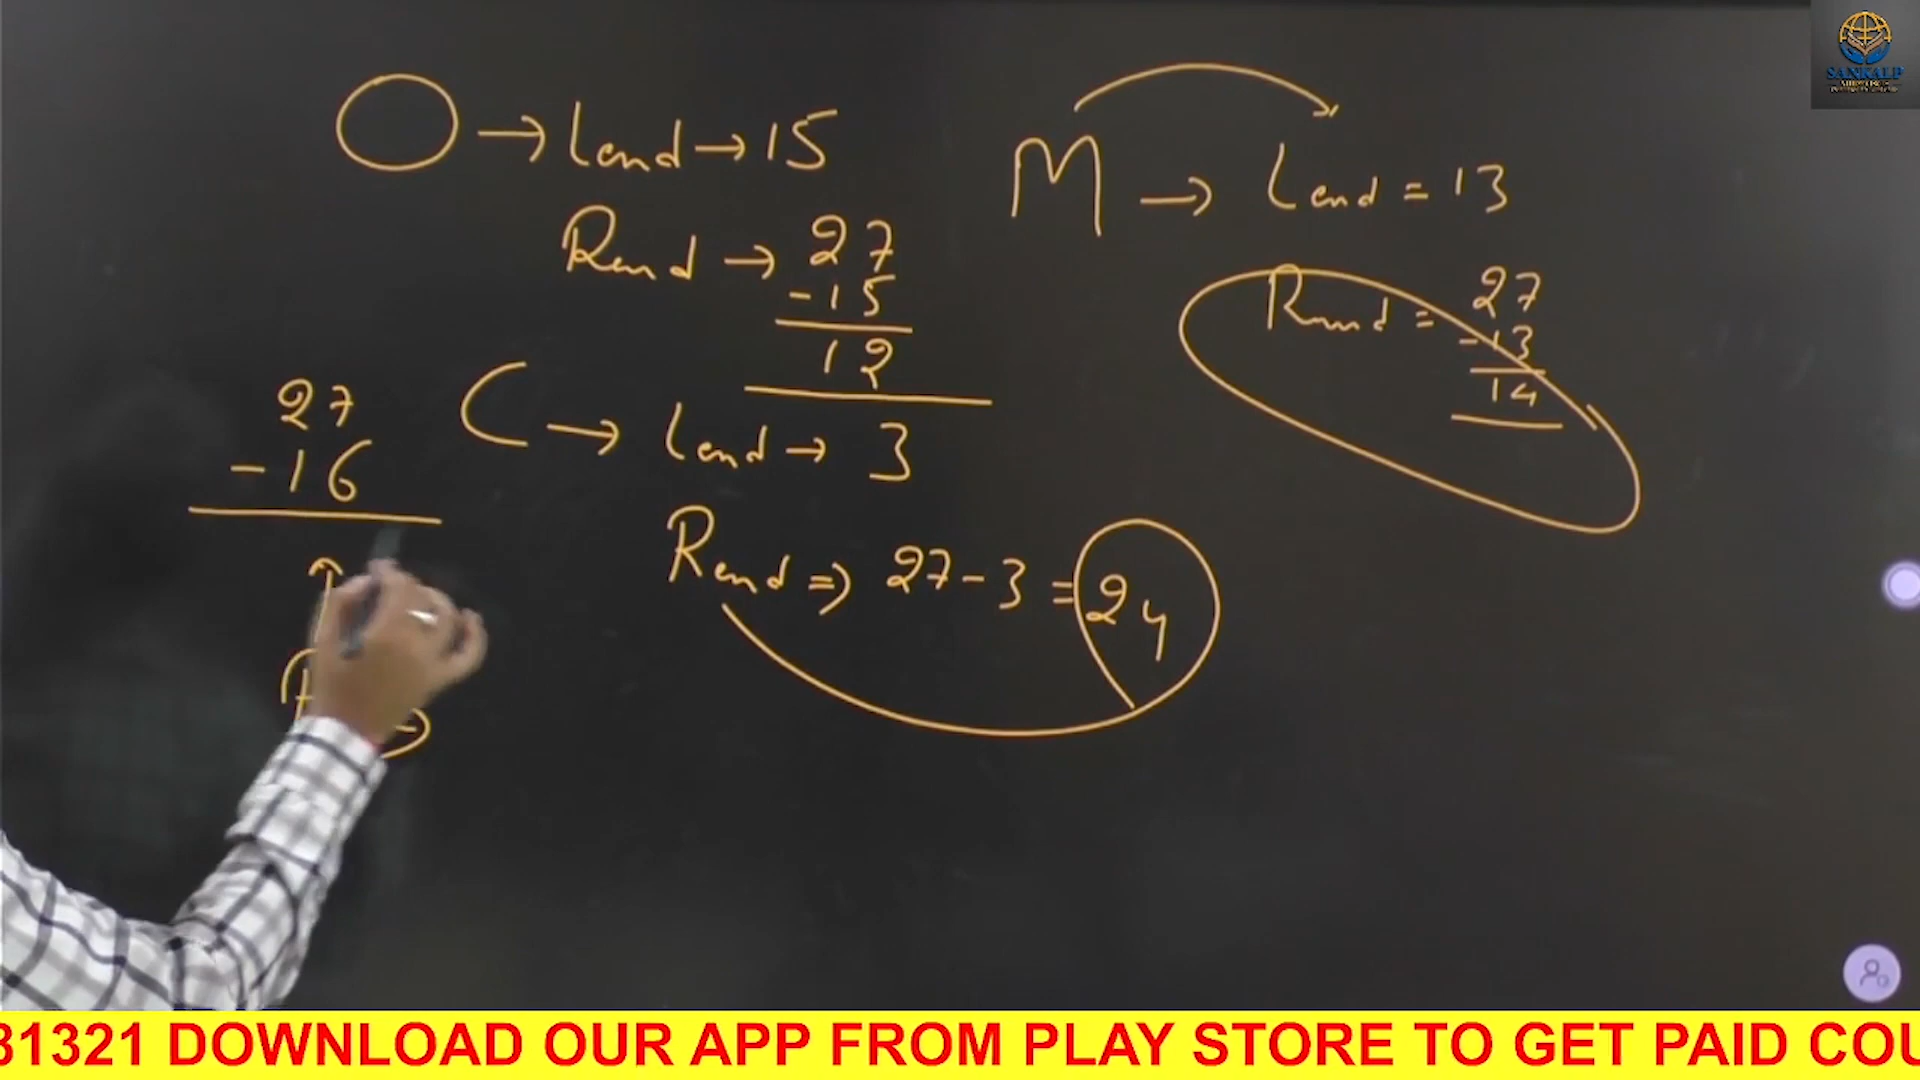 O → Lend → 15
Rend → 27
-15
12
M → Lend = 13
Rend = 27
-13
14
27
-16
C → Lend → 3
Rend ⇒ 27 - 3 = 24
SANKALP
31321 DOWNLOAD OUR APP FROM PLAY STORE TO GET PAID COU